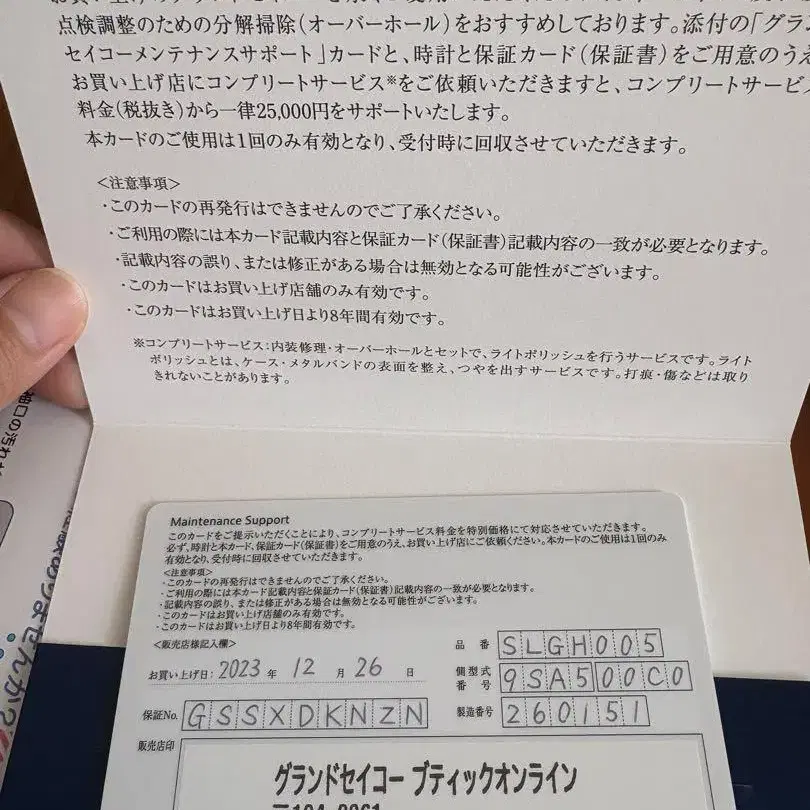 点検調整のための分解掃除(オーバーホール)をおすすめしております。添付の「グラン
セイコーメンテナンスサポート」カードと、時計と保証カード(保証書)をご用意のうえ
お買い上げ店にコンプリートサービス※をご依頼いただきますと、コンプリートサービス
料金(税抜き)から一律25,000円をサポートいたします。
本カードのご使用は1回のみ有効となり、受付時に回収させていただきます。
<注意事項>
・このカードの再発行はできませんのでご了承ください。
・ご利用の際には本カード記載内容と保証カード(保証書)記載内容の一致が必要となります。
・記載内容の誤り、または修正がある場合は無効となる可能性がございます。
・このカードはお買い上げ店舗のみ有効です。
・このカードはお買い上げ日より8年間有効です。
※コンプリートサービス:内装修理・オーバーホールとセットで、ライトポリッシュを行うサービスです。ライト
ポリッシュとは、ケース・メタルバンドの表面を整え、つやを出すサービスです。打痕・傷などは取り
きれないことがあります。
Maintenance Support
このカードをご提示いただくことにより、コンプリートサービス料金を特別価格にて対応させていただきます。
必ず、時計と本カード、保証カード(保証書)をご用意のうえ、お買い上げ店にご依頼ください。本カードのご使用は1回のみ
有効となり、受付時に回収させていただきます。
<注意事項>
・このカードの再発行はできませんのでご了承ください。
・ご利用の際には本カード記載内容と保証カード(保証書)記載内容の一致が必要となります。
・記載内容の誤り、または修正がある場合は無効となる可能性がございます。
・このカードはお買い上げ店舗のみ有効です。
・このカードはお買い上げ日より8年間有効です。
<販売店様記入欄>
品番 SLGH005
お買い上げ日: 2023 年 12 月 26 日
側型式番号 9SA5 00C0
保証No. GSSXDKNZN
製造番号 260151
販売店印
グランドセイコー ブティックオンライン